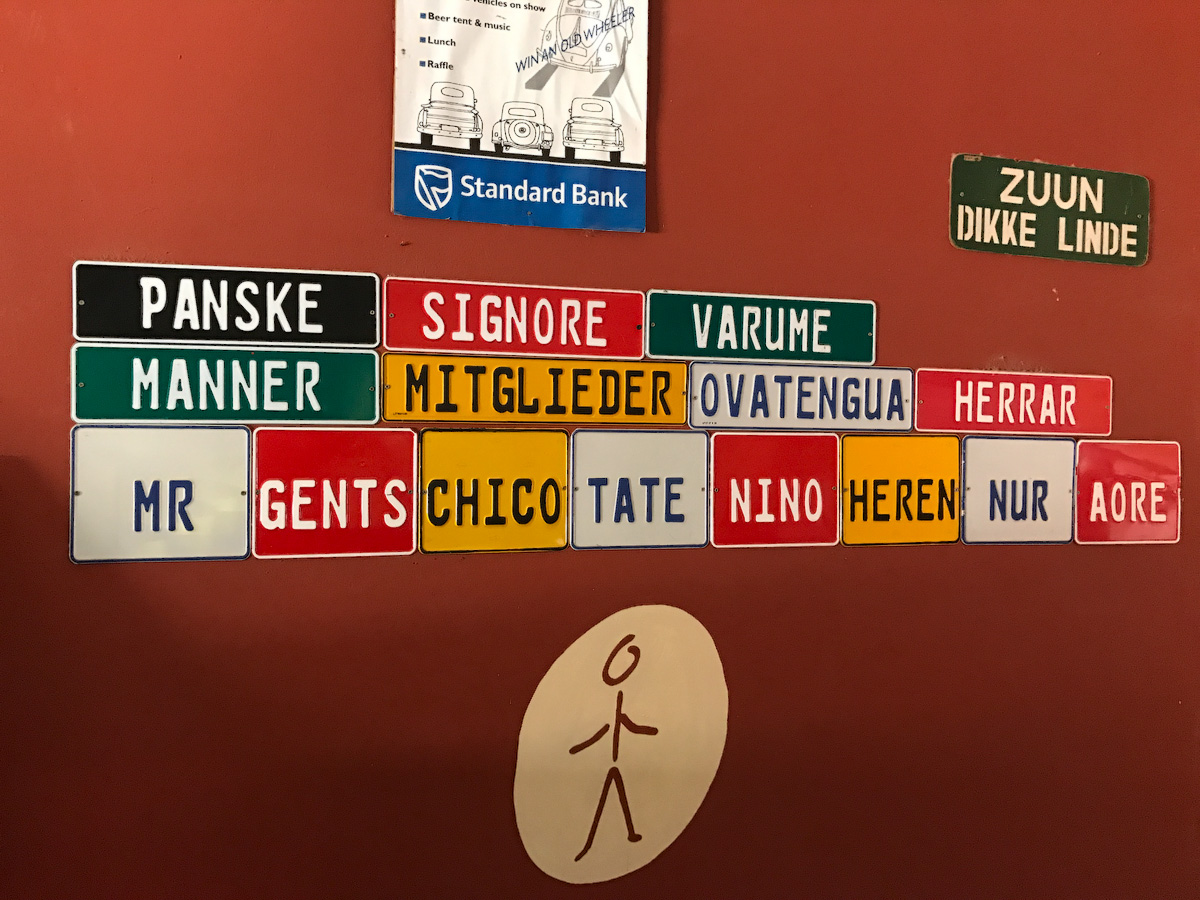 vehicles on show
Beer tent & music
Lunch
Raffle
WIN AN OLD WHEELER
Standard Bank
ZUUN
DIKKE LINDE
PANSKE
SIGNORE
VARUME
MANNER
MITGLIEDER
OVATENGUA
HERRAR
MR
GENTS
CHICO
TATE
NINO
HEREN
NUR
AORE